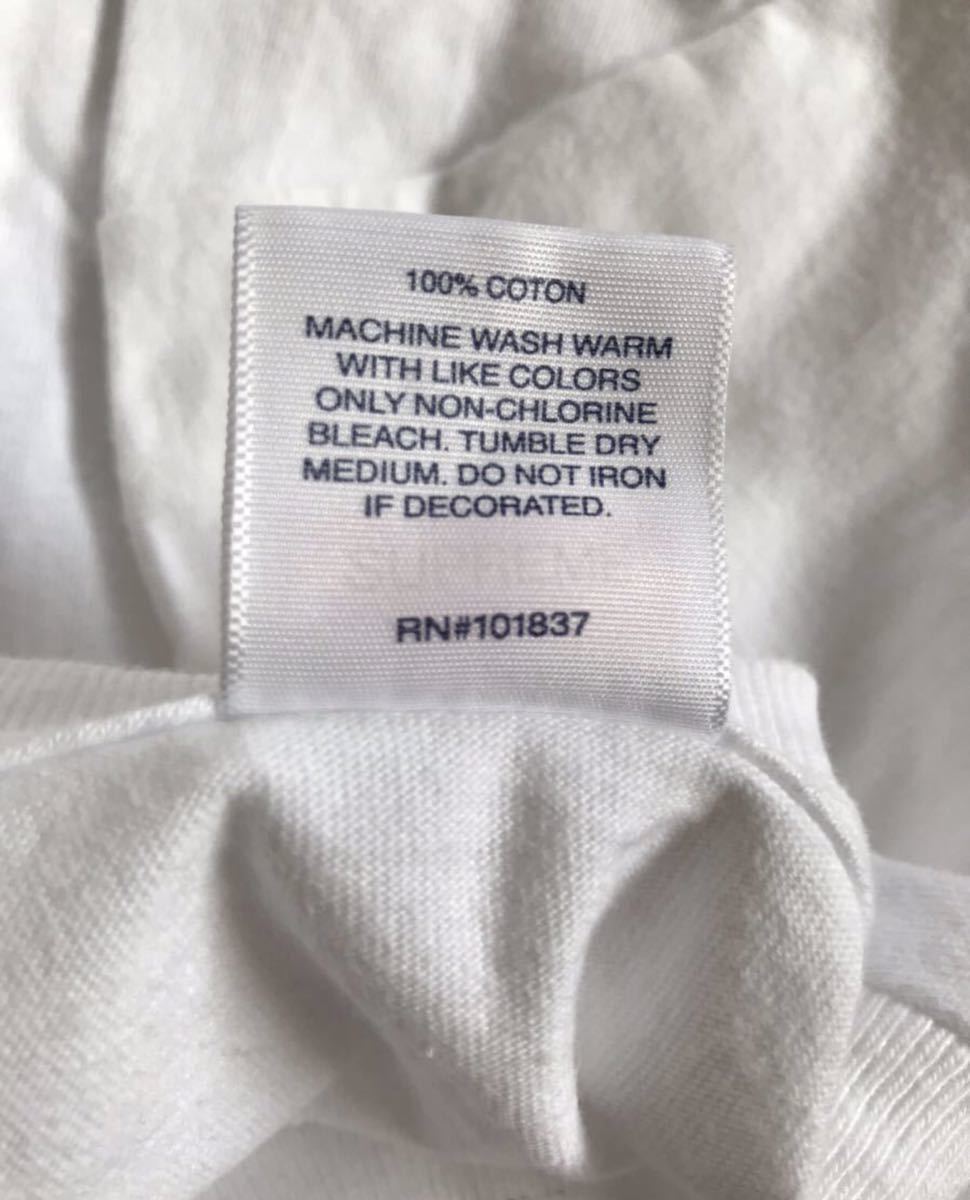 100% COTON
MACHINE WASH WARM
WITH LIKE COLORS
ONLY NON-CHLORINE
BLEACH. TUMBLE DRY
MEDIUM. DO NOT IRON
IF DECORATED.
RN#101837